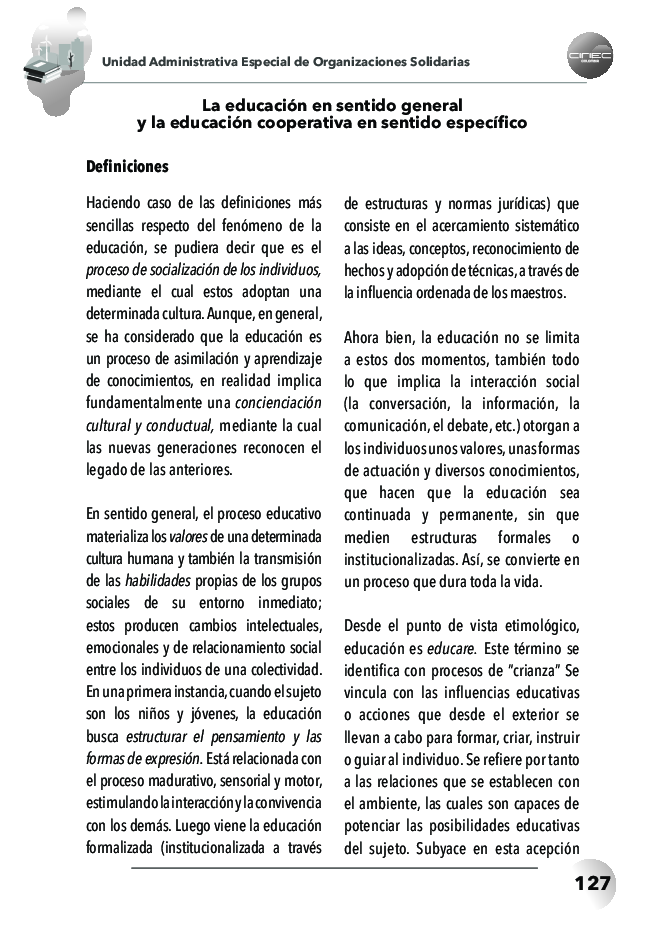 Unidad Administrativa Especial de Organizaciones Solidarias
La educación en sentido general
y la educación cooperativa en sentido específico
Definiciones
Haciendo caso de las definiciones más
sencillas respecto del fenómeno de la
educación, se pudiera decir que es el
proceso de socialización de los individuos,
mediante el cual estos adoptan una
determinada cultura. Aunque, en general,
se ha considerado que la educación es
un proceso de asimilación y aprendizaje
de conocimientos, en realidad implica
fundamentalmente una concienciación
cultural y conductual, mediante la cual
las nuevas generaciones reconocen el
legado de las anteriores.
En sentido general, el proceso educativo
materializa los valores de una determinada
cultura humana y también la transmisión
de las habilidades propias de los grupos
sociales de su entorno inmediato;
estos producen cambios intelectuales,
emocionales y de relacionamiento social
entre los individuos de una colectividad.
En una primera instancia, cuando el sujeto
son los niños y jóvenes, la educación
busca estructurar el pensamiento y las
formas de expresión. Está relacionada con
el proceso madurativo, sensorial y motor,
estimulando la interacción y la convivencia
con los demás. Luego viene la educación
formalizada (institucionalizada a través
de estructuras y normas jurídicas) que
consiste en el acercamiento sistemático
a las ideas, conceptos, reconocimiento de
hechos y adopción de técnicas, a través de
la influencia ordenada de los maestros.
Ahora bien, la educación no se limita
a estos dos momentos, también todo
lo que implica la interacción social
(la conversación, la información, la
comunicación, el debate, etc.) otorgan a
los individuos unos valores, unas formas
de actuación y diversos conocimientos,
que hacen que la educación sea
continuada y permanente, sin que
medien estructuras formales o
institucionalizadas. Así, se convierte en
un proceso que dura toda la vida.
Desde el punto de vista etimológico,
educación es educare. Este término se
identifica con procesos de "crianza" Se
vincula con las influencias educativas
o acciones que desde el exterior se
llevan a cabo para formar, criar, instruir
o guiar al individuo. Se refiere por tanto
a las relaciones que se establecen con
el ambiente, las cuales son capaces de
potenciar las posibilidades educativas
del sujeto. Subyace en esta acepción
127